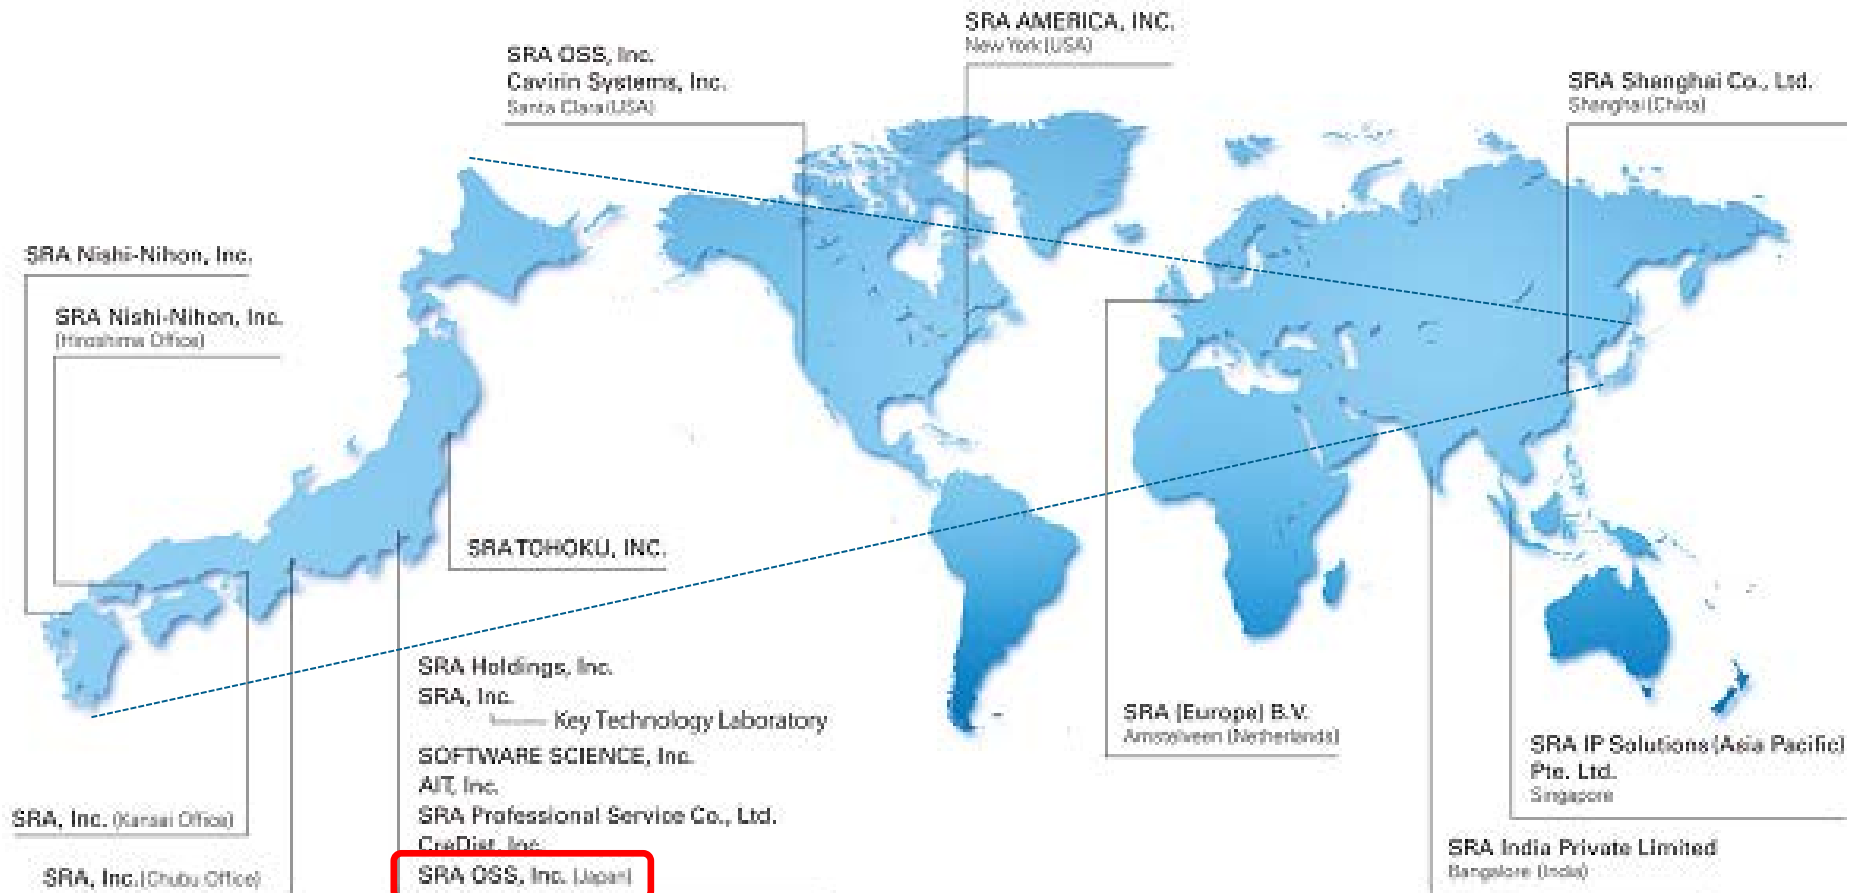 SRA AMERICA, INC.
New York (USA)
SRA OSS, Inc.
Cavirin Systems, Inc.
Santa Clara (USA)
SRA Shanghai Co., Ltd.
Shanghai (China)
SRA Nishi-Nihon, Inc.
SRA Nishi-Nihon, Inc.
(Hiroshima Office)
SRA TOHOKU, INC.
SRA Holdings, Inc.
SRA, Inc.
Key Technology Laboratory
SOFTWARE SCIENCE, Inc.
AIT, Inc.
SRA Professional Service Co., Ltd.
CreDist, Inc.
SRA OSS, Inc. (Japan)
SRA, Inc. (Kansai Office)
SRA, Inc. (Chubu Office)
SRA (Europe) B.V.
Amstelveen (Netherlands)
SRA IP Solutions (Asia Pacific)
Pte. Ltd.
Singapore
SRA India Private Limited
Bangalore (India)